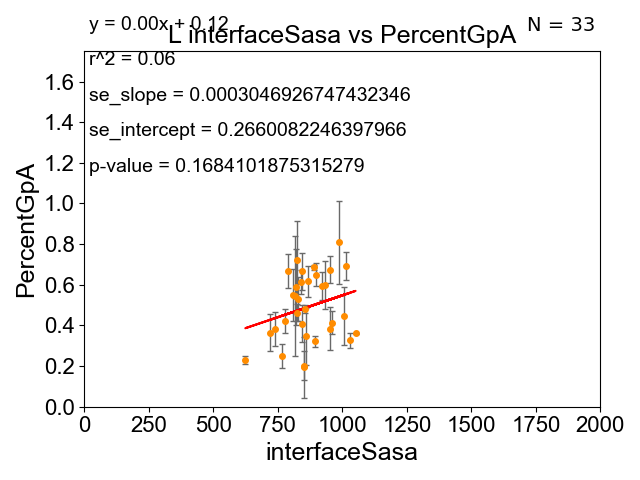 y = 0.00x + 0.12
N = 33
L interfaceSasa vs PercentGpA
r^2 = 0.06
se_slope = 0.0003046926747432346
se_intercept = 0.2660082246397966
p-value = 0.1684101875315279
PercentGpA
1.6
1.4
1.2
1.0
0.8
0.6
0.4
0.2
0.0
0 250 500 750 1000 1250 1500 1750 2000
interfaceSasa